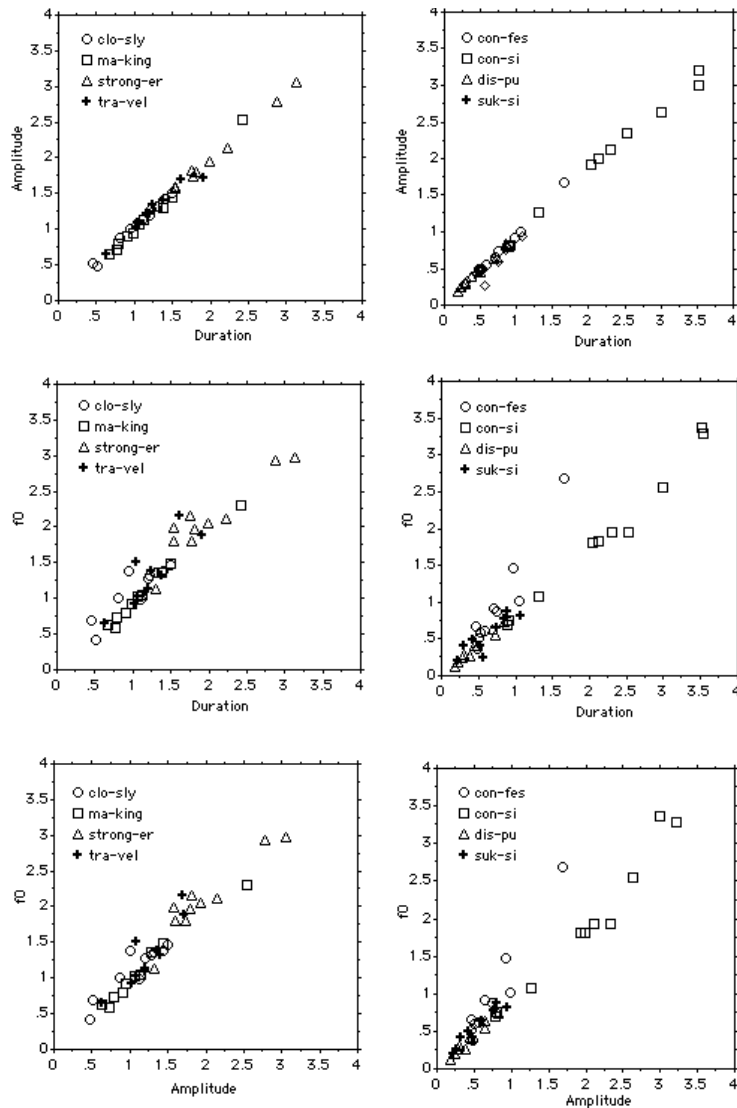 4
3.5
3
2.5
2
1.5
1
.5
0
Amplitude
clo-sly
ma-king
strong-er
tra-vel
0 .5 1 1.5 2 2.5 3 3.5 4
Duration
4
3.5
3
2.5
2
1.5
1
.5
0
Amplitude
con-fes
con-si
dis-pu
suk-si
0 .5 1 1.5 2 2.5 3 3.5 4
Duration
4
3.5
3
2.5
2
1.5
1
.5
0
f0
clo-sly
ma-king
strong-er
tra-vel
0 .5 1 1.5 2 2.5 3 3.5 4
Duration
4
3.5
3
2.5
2
1.5
1
.5
0
f0
con-fes
con-si
dis-pu
suk-si
0 .5 1 1.5 2 2.5 3 3.5 4
Duration
4
3.5
3
2.5
2
1.5
1
.5
0
f0
clo-sly
ma-king
strong-er
tra-vel
0 .5 1 1.5 2 2.5 3 3.5 4
Amplitude
4
3.5
3
2.5
2
1.5
1
.5
0
f0
con-fes
con-si
dis-pu
suk-si
0 .5 1 1.5 2 2.5 3 3.5 4
Amplitude